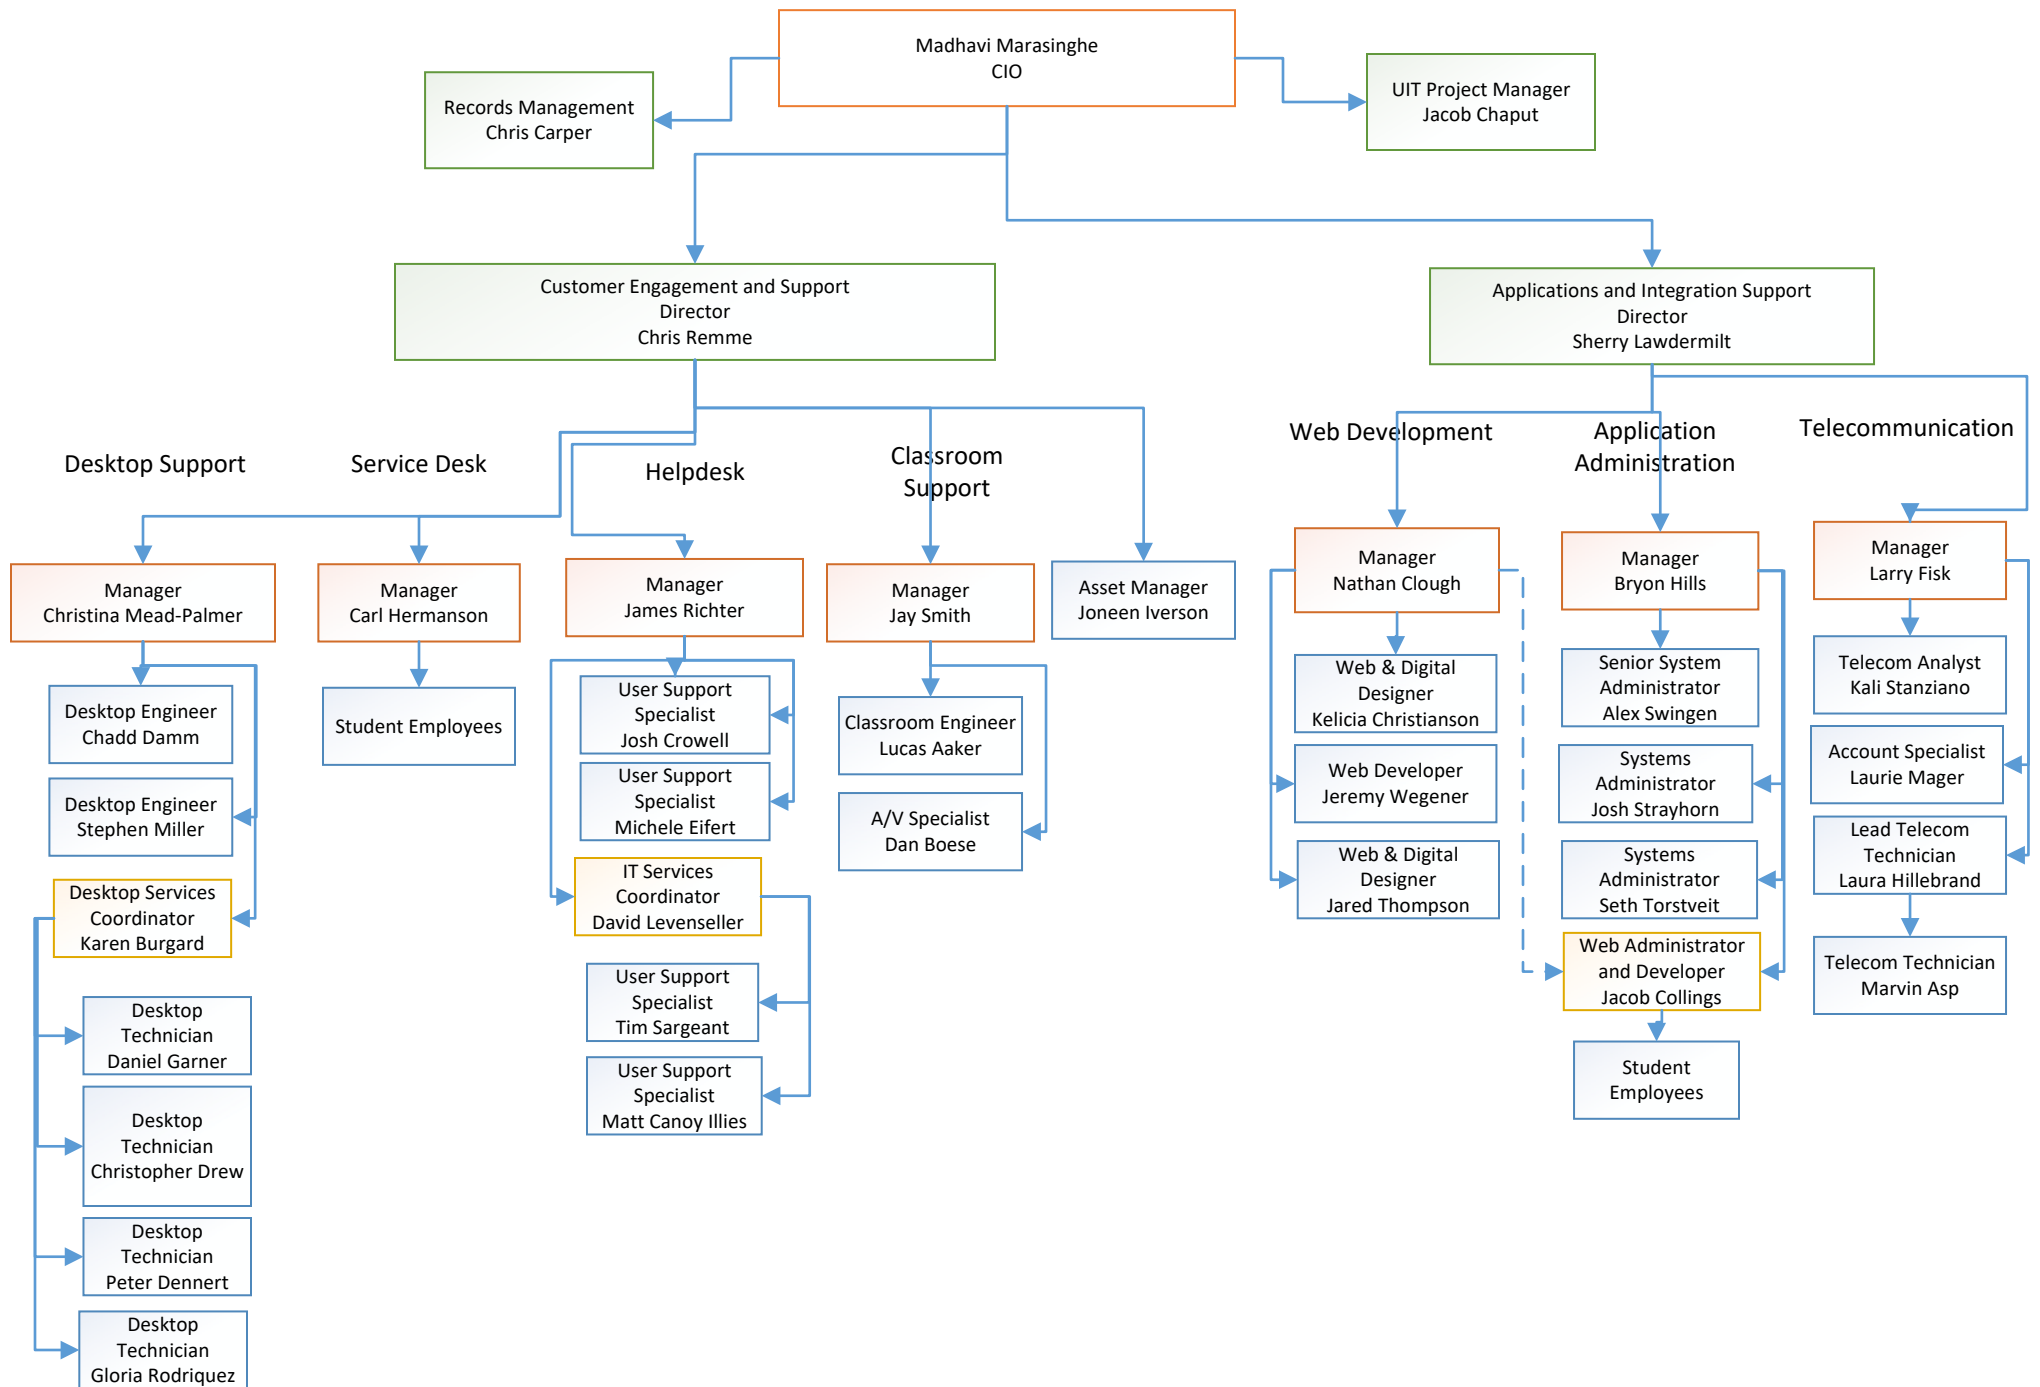 Madhavi Marasinghe
CIO
Records Management
Chris Carper
UIT Project Manager
Jacob Chaput
Customer Engagement and Support
Director
Chris Remme
Applications and Integration Support
Director
Sherry Lawdermilt
Desktop Support
Service Desk
Helpdesk
Classroom
Support
Web Development
Application
Administration
Telecommunication
Manager
Christina Mead-Palmer
Manager
Carl Hermanson
Manager
James Richter
Manager
Jay Smith
Asset Manager
Joneen Iverson
Manager
Nathan Clough
Manager
Bryon Hills
Manager
Larry Fisk
Desktop Engineer
Chadd Damm
Desktop Engineer
Stephen Miller
Desktop Services
Coordinator
Karen Burgard
Desktop
Technician
Daniel Garner
Desktop
Technician
Christopher Drew
Desktop
Technician
Peter Dennert
Desktop
Technician
Gloria Rodriquez
Student Employees
User Support
Specialist
Josh Crowell
User Support
Specialist
Michele Eifert
IT Services
Coordinator
David Levenseller
User Support
Specialist
Tim Sargeant
User Support
Specialist
Matt Canoy Illies
Classroom Engineer
Lucas Aaker
A/V Specialist
Dan Boese
Web & Digital
Designer
Kelicia Christianson
Web Developer
Jeremy Wegener
Web & Digital
Designer
Jared Thompson
Senior System
Administrator
Alex Swingen
Systems
Administrator
Josh Strayhorn
Systems
Administrator
Seth Torstveit
Web Administrator
and Developer
Jacob Collings
Student
Employees
Telecom Analyst
Kali Stanziano
Account Specialist
Laurie Mager
Lead Telecom
Technician
Laura Hillebrand
Telecom Technician
Marvin Asp